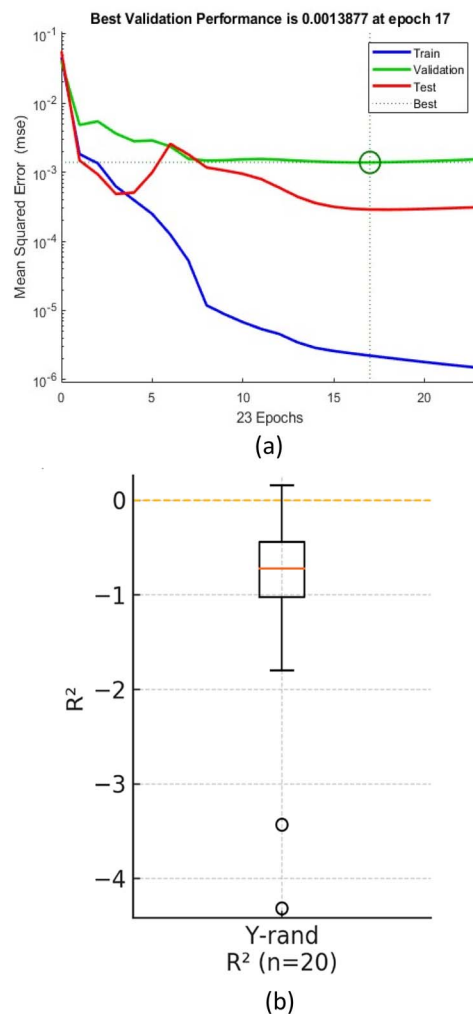 Best Validation Performance is 0.0013877 at epoch 17
Mean Squared Error (mse)
10^-1
10^-2
10^-3
10^-4
10^-5
10^-6
Train
Validation
Test
Best
0 5 10 15 20
23 Epochs
(a)
R²
0
−1
−2
−3
−4
Y-rand
R² (n=20)
(b)